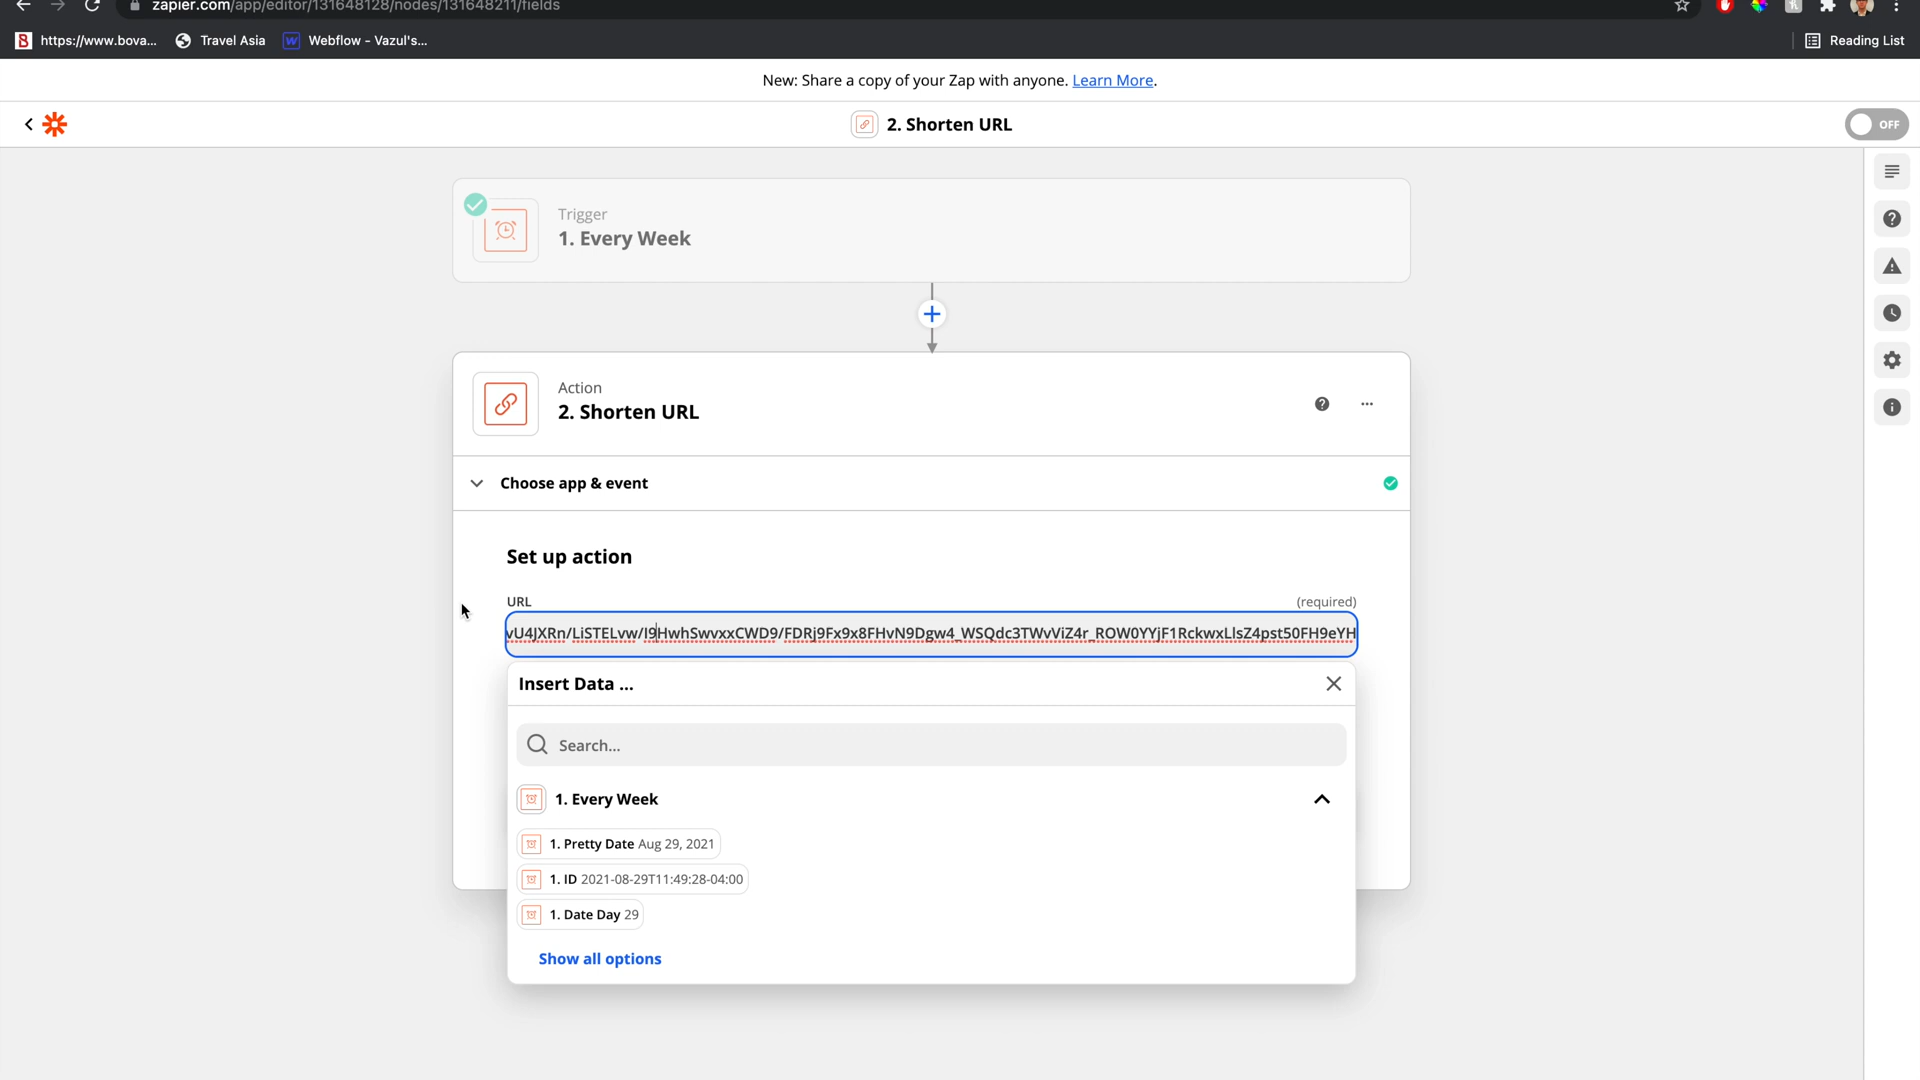 zapier.com/app/editor/131648128/nodes/131648211/fields
https://www.bova...
Travel Asia
Webflow - Vazul's...
Reading List
New: Share a copy of your Zap with anyone. Learn More.
2. Shorten URL
OFF
Trigger
1. Every Week
Action
2. Shorten URL
Choose app & event
Set up action
URL
(required)
vU4JXRn/LiSTELvw/I9HwhSwvxxCWD9/FDRj9Fx9x8FHvN9Dgw4_WSQdc3TWvViZ4r_ROW0YYjF1RckwxLlsZ4pst50FH9eYH
Insert Data ...
Search...
1. Every Week
1. Pretty Date Aug 29, 2021
1. ID 2021-08-29T11:49:28-04:00
1. Date Day 29
Show all options